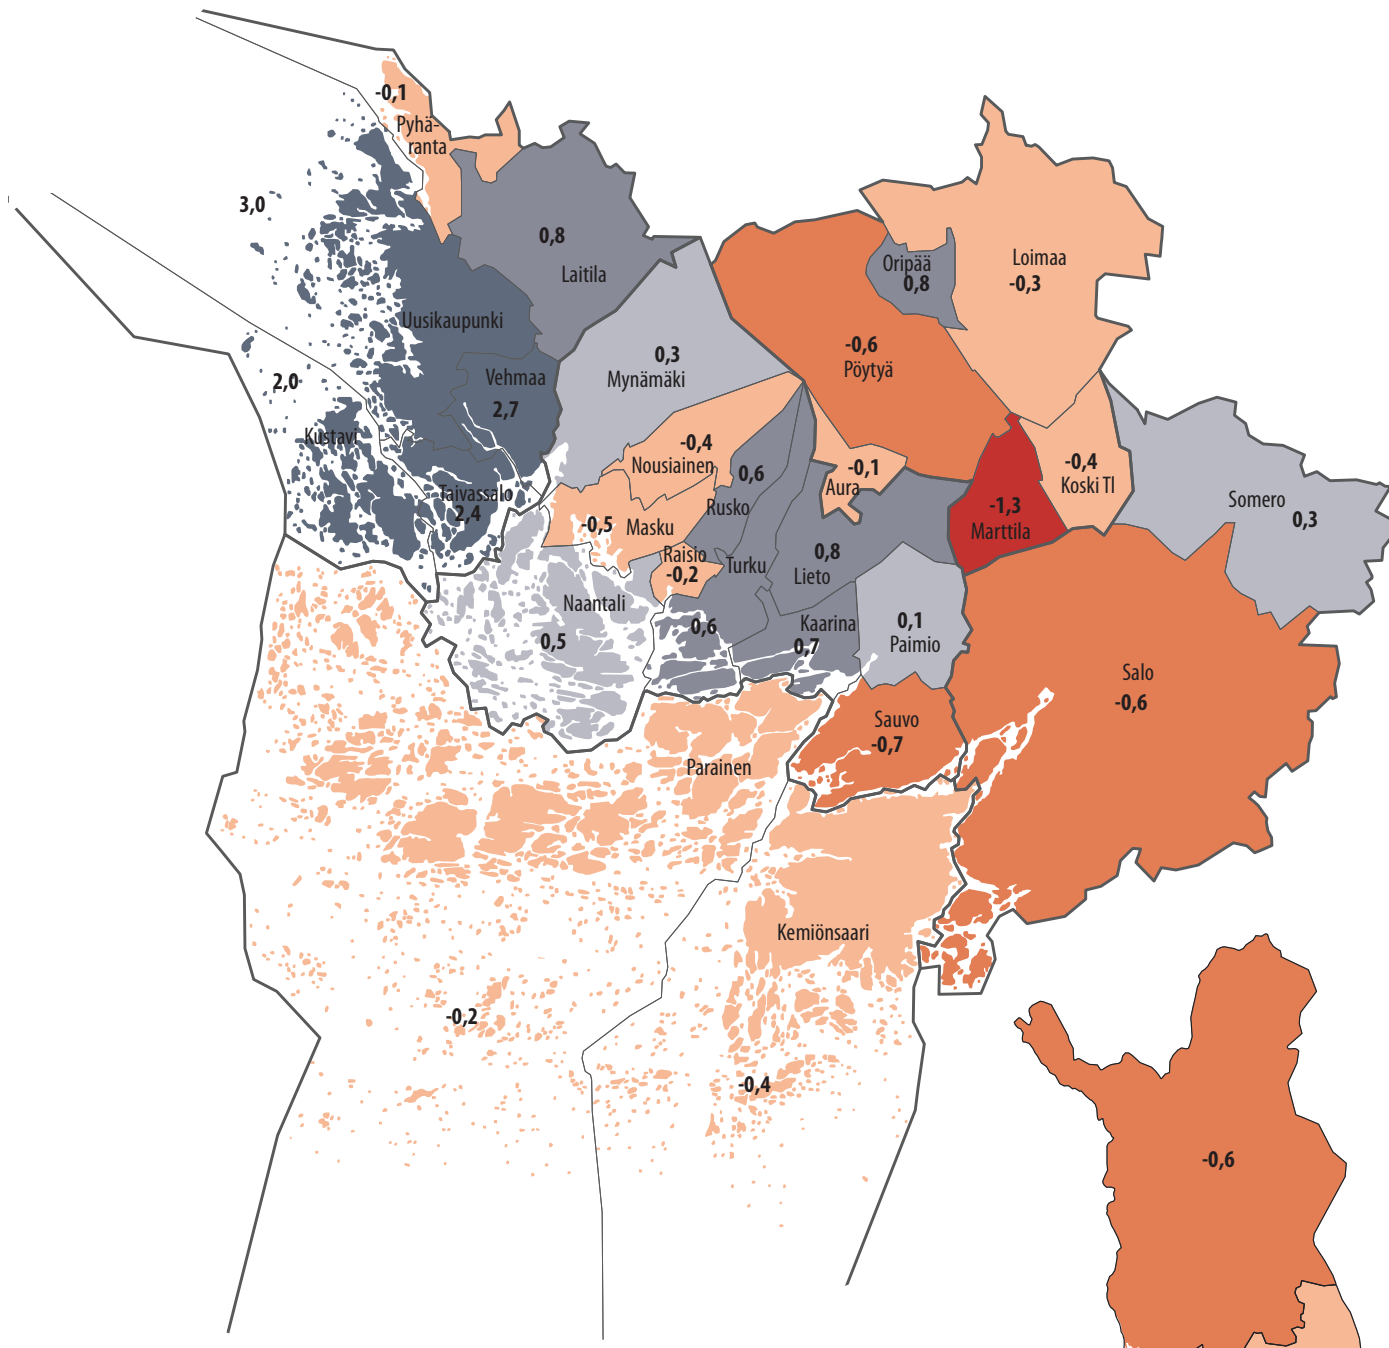 -0,1
Pyhä-
ranta
3,0
0,8
Laitila
Oripää
0,8
Loimaa
-0,3
Uusikaupunki
-0,6
Pöytyä
0,3
Mynämäki
2,0
Vehmaa
2,7
Kustavi
-0,4
Nousiainen
0,6
Rusko
-0,1
Aura
-0,4
Koski Tl
Taivassalo
2,4
-1,3
Marttila
Somero
0,3
-0,5
Masku
Raisio
-0,2
Turku
0,8
Lieto
Naantali
0,5
0,6
Kaarina
0,7
0,1
Paimio
Salo
-0,6
Sauvo
-0,7
Parainen
Kemiönsaari
-0,2
-0,4
-0,6